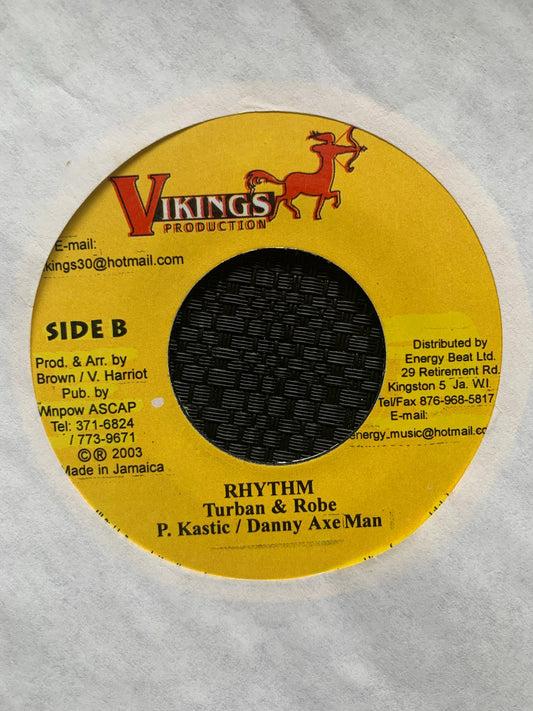 VIKINGS
PRODUCTION
E-mail:
kings30@hotmail.com
SIDE B
Prod. & Arr. by
Brown / V. Harriot
Pub. by
Winpow ASCAP
Tel: 371-6824
/ 773-9671
© ® 2003
Made in Jamaica
Distributed by
Energy Beat Ltd.
29 Retirement Rd.
Kingston 5 Ja. W.I.
Tel/Fax 876-968-5817
E-mail:
energy_music@hotmail.co
RHYTHM
Turban & Robe
P. Kastic / Danny Axe Man